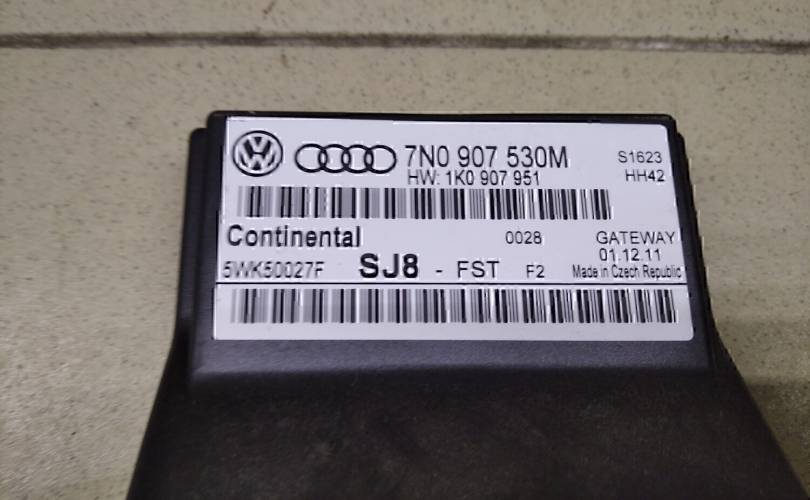 7N0 907 530M S1623
HW: 1K0 907 951 HH42
Continental 0028 GATEWAY
01.12.11
5WK50027F SJ8 - FST F2 Made in Czech Republic